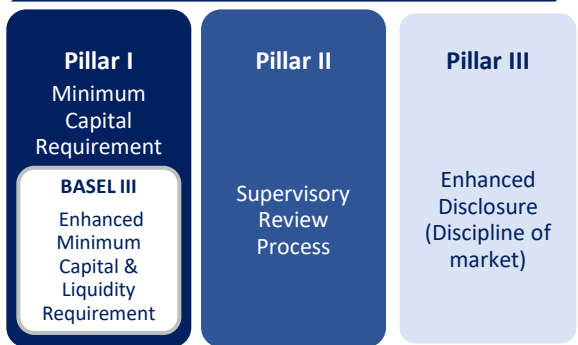 Pillar I
Minimum
Capital
Requirement
BASEL III
Enhanced
Minimum
Capital &
Liquidity
Requirement
Pillar II
Supervisory
Review
Process
Pillar III
Enhanced
Disclosure
(Discipline of
market)